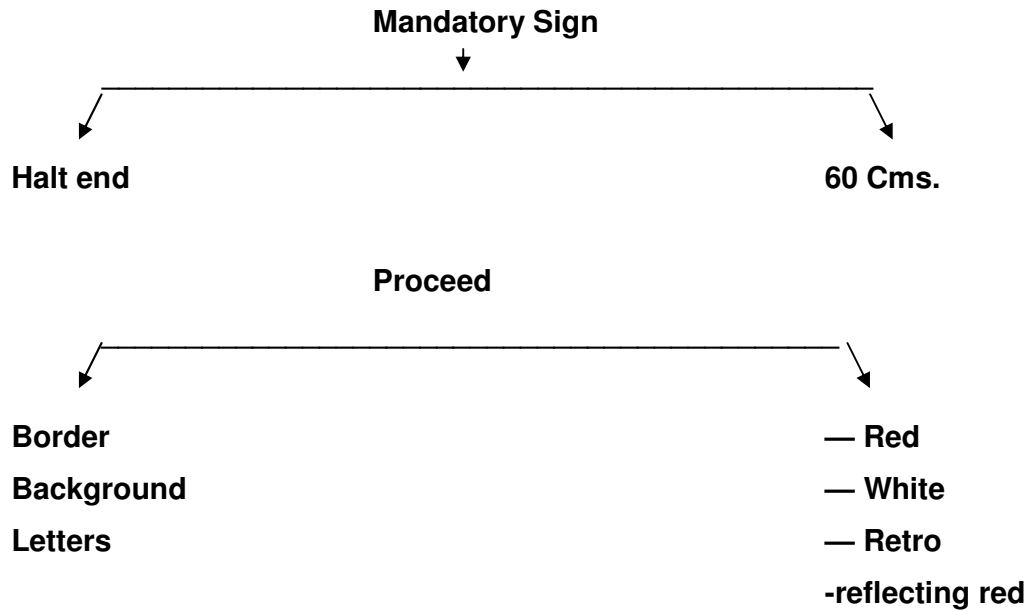 Mandatory Sign
Halt end 60 Cms.
Proceed
Border — Red
Background — White
Letters — Retro
-reflecting red